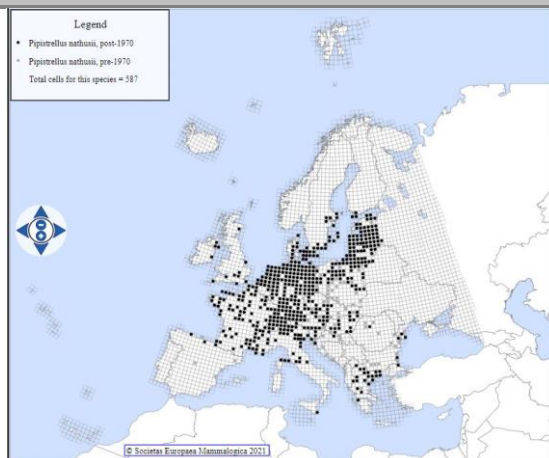 Legend
Pipistrellus nathusii, post-1970
Pipistrellus nathusii, pre-1970
Total cells for this species = 587
© Societas Europaea Mammalogica 2021